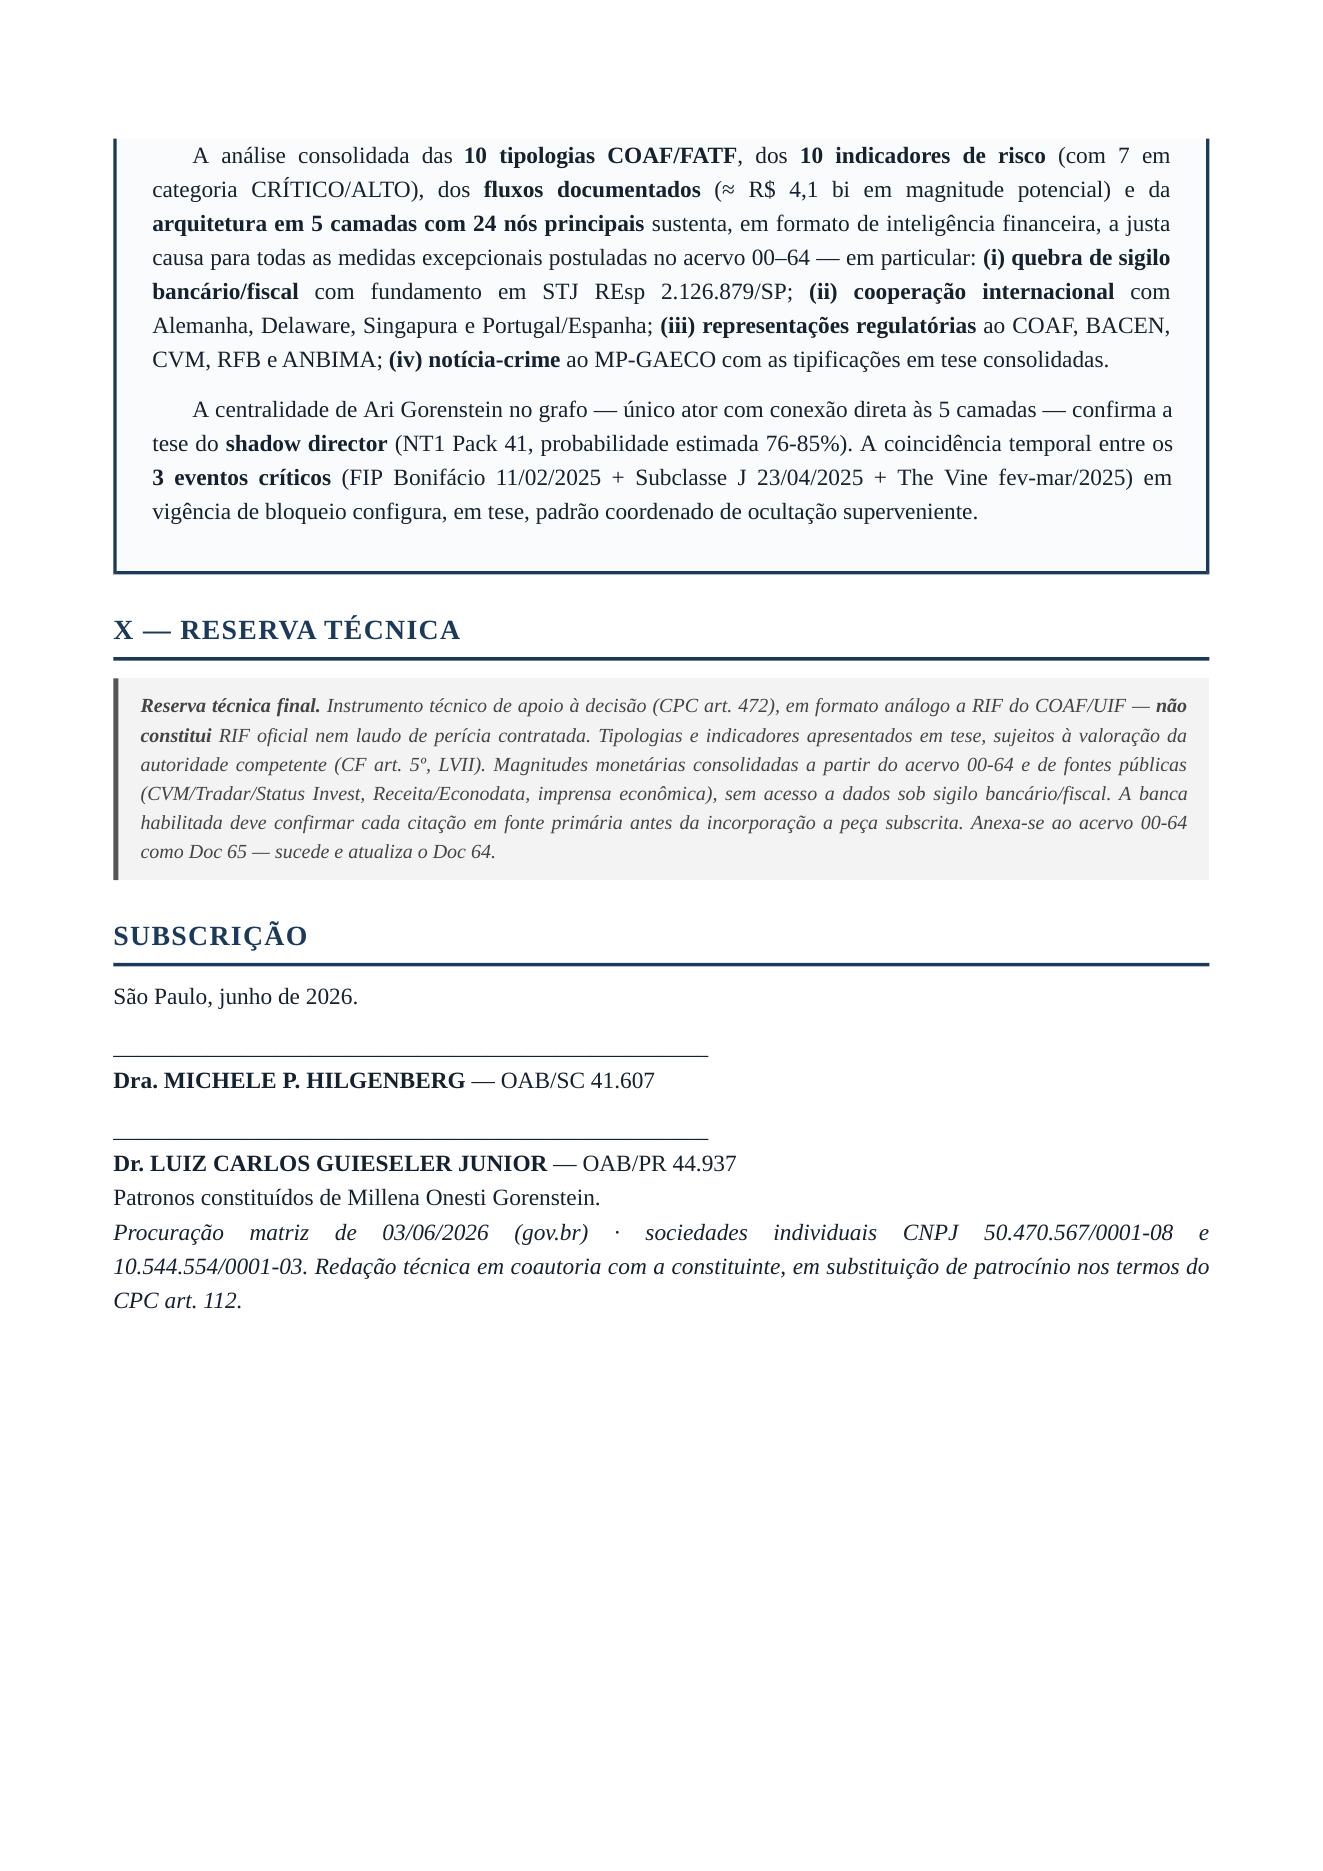 A análise consolidada das 10 tipologias COAF/FATF, dos 10 indicadores de risco (com 7 em
categoria CRÍTICO/ALTO), dos fluxos documentados (≈ R$ 4,1 bi em magnitude potencial) e da
arquitetura em 5 camadas com 24 nós principais sustenta, em formato de inteligência financeira, a justa
causa para todas as medidas excepcionais postuladas no acervo 00–64 — em particular: (i) quebra de sigilo
bancário/fiscal com fundamento em STJ REsp 2.126.879/SP; (ii) cooperação internacional com
Alemanha, Delaware, Singapura e Portugal/Espanha; (iii) representações regulatórias ao COAF, BACEN,
CVM, RFB e ANBIMA; (iv) notícia-crime ao MP-GAECO com as tipificações em tese consolidadas.
A centralidade de Ari Gorenstein no grafo — único ator com conexão direta às 5 camadas — confirma a
tese do shadow director (NT1 Pack 41, probabilidade estimada 76-85%). A coincidência temporal entre os
3 eventos críticos (FIP Bonifácio 11/02/2025 + Subclasse J 23/04/2025 + The Vine fev-mar/2025) em
vigência de bloqueio configura, em tese, padrão coordenado de ocultação superveniente.
X — RESERVA TÉCNICA
Reserva técnica final. Instrumento técnico de apoio à decisão (CPC art. 472), em formato análogo a RIF do COAF/UIF — não
constitui RIF oficial nem laudo de perícia contratada. Tipologias e indicadores apresentados em tese, sujeitos à valoração da
autoridade competente (CF art. 5º, LVII). Magnitudes monetárias consolidadas a partir do acervo 00-64 e de fontes públicas
(CVM/Tradar/Status Invest, Receita/Econodata, imprensa econômica), sem acesso a dados sob sigilo bancário/fiscal. A banca
habilitada deve confirmar cada citação em fonte primária antes da incorporação a peça subscrita. Anexa-se ao acervo 00-64
como Doc 65 — sucede e atualiza o Doc 64.
SUBSCRIÇÃO
São Paulo, junho de 2026.
Dra. MICHELE P. HILGENBERG — OAB/SC 41.607
Dr. LUIZ CARLOS GUIESELER JUNIOR — OAB/PR 44.937
Patronos constituídos de Millena Onesti Gorenstein.
Procuração matriz de 03/06/2026 (gov.br) · sociedades individuais CNPJ 50.470.567/0001-08 e
10.544.554/0001-03. Redação técnica em coautoria com a constituinte, em substituição de patrocínio nos termos do
CPC art. 112.